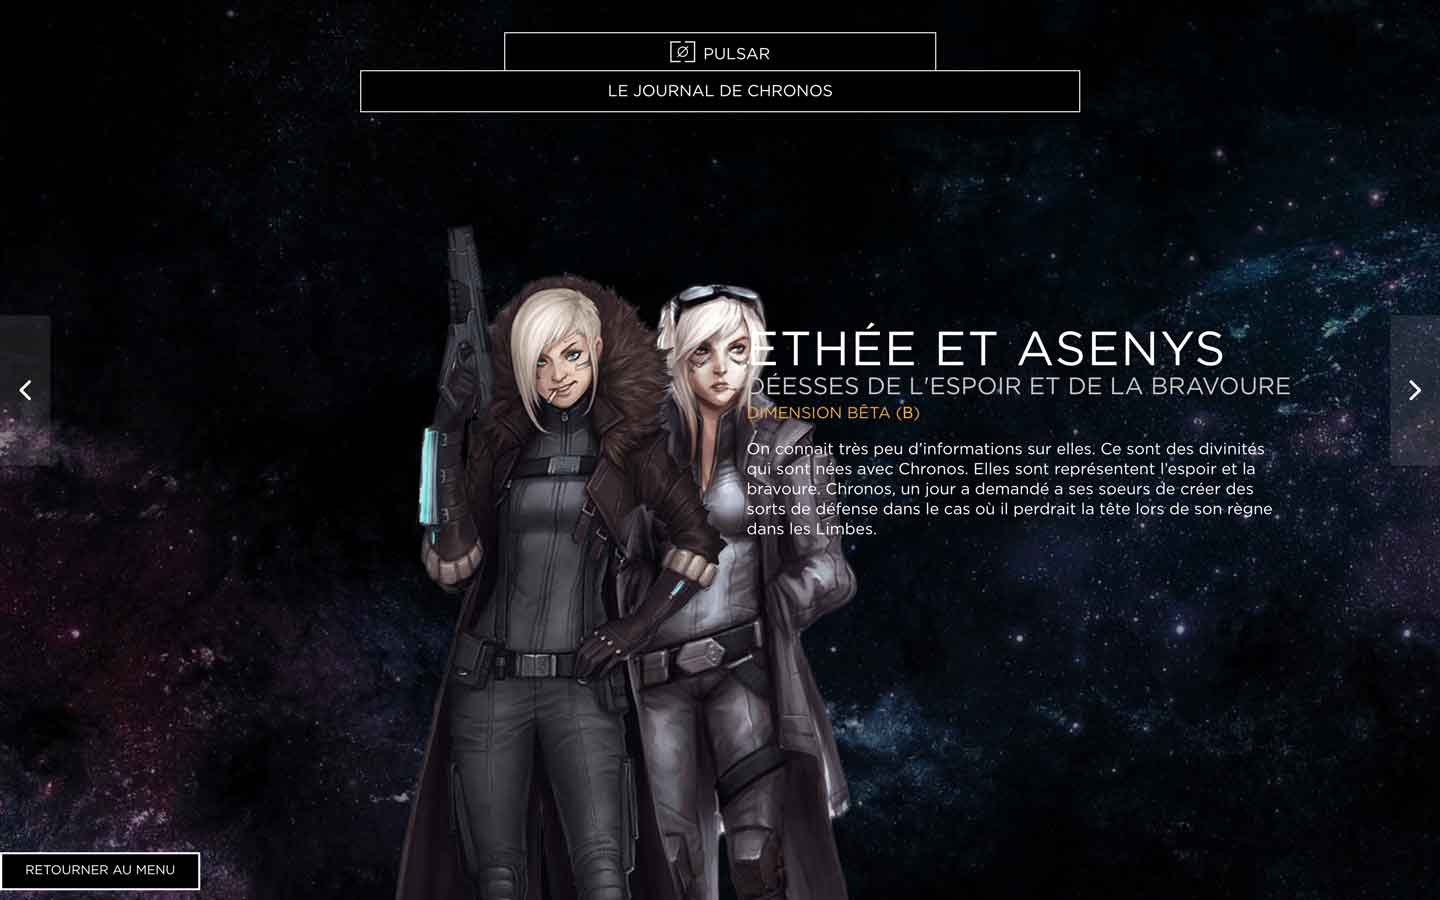 PULSAR
LE JOURNAL DE CHRONOS
ETHÉE ET ASENYS
DÉESSES DE L'ESPOIR ET DE LA BRAVOURE
DIMENSION BÊTA (B)
On connait très peu d'informations sur elles. Ce sont des divinités
qui sont nées avec Chronos. Elles sont représentent l'espoir et la
bravoure. Chronos, un jour a demandé a ses soeurs de créer des
sorts de défense dans le cas où il perdrait la tête lors de son règne
dans les Limbes.
RETOURNER AU MENU